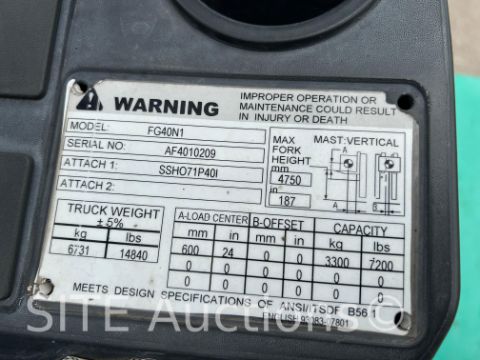 WARNING
IMPROPER OPERATION OR
MAINTENANCE COULD RESULT
IN INJURY OR DEATH
MODEL: FG40N1
SERIAL NO: AF4010209
ATTACH 1: SSHO71P40I
ATTACH 2:
MAX FORK HEIGHT
mm
4750
in
187
MAST:VERTICAL
A
B
A
TRUCK WEIGHT
± 5%
kg lbs
6731 14840
A-LOAD CENTER B-OFFSET CAPACITY
mm in mm in kg lbs
600 24 0 0 3300 7200
0 0 0 0 0 0
0 0 0 0 0 0
MEETS DESIGN SPECIFICATIONS OF ANSI/ITSDF B56.1
ENGLISH 93083-07801
SITE Auctions